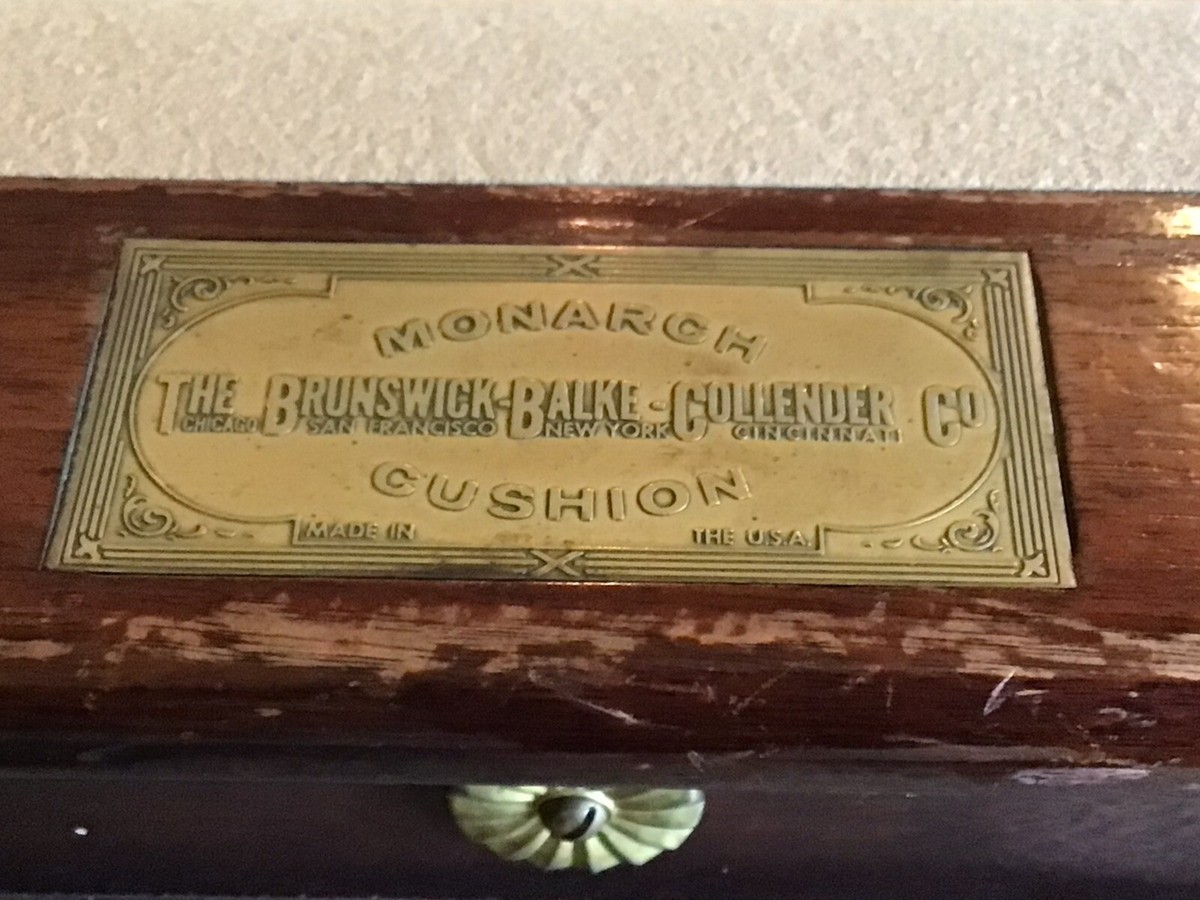 MONARCH
THE BRUNSWICK-BALKE-COLLENDER CO
CHICAGO SAN FRANCISCO NEW YORK CINCINNATI
CUSHION
MADE IN THE U.S.A.